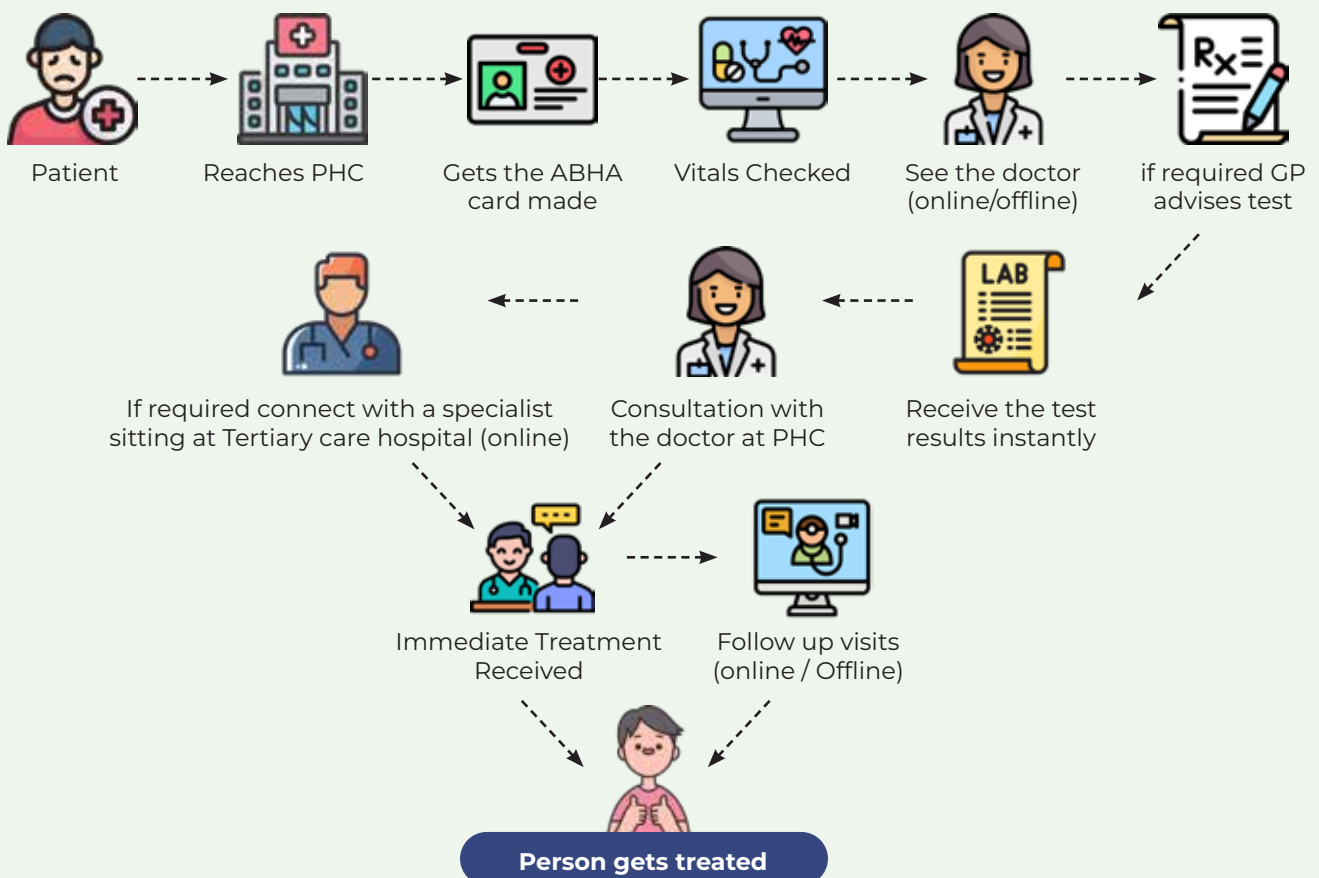 Patient
Reaches PHC
Gets the ABHA
card made
Vitals Checked
See the doctor
(online/offline)
Rx
if required GP
advises test
If required connect with a specialist
sitting at Tertiary care hospital (online)
Consultation with
the doctor at PHC
LAB
Receive the test
results instantly
Immediate Treatment
Received
Follow up visits
(online / Offline)
Person gets treated